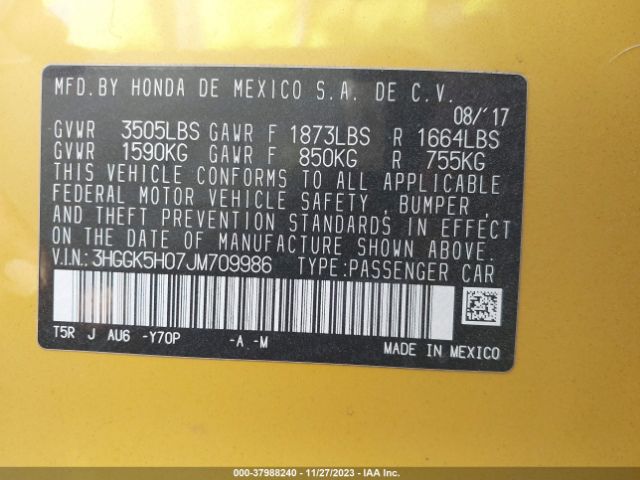 MFD.BY HONDA DE MEXICO S.A. DE C.V.
08/'17
GVWR 3505LBS GAWR F 1873LBS R 1664LBS
GVWR 1590KG GAWR F 850KG R 755KG
THIS VEHICLE CONFORMS TO ALL APPLICABLE
FEDERAL MOTOR VEHICLE SAFETY , BUMPER ,
AND THEFT PREVENTION STANDARDS IN EFFECT
ON THE DATE OF MANUFACTURE SHOWN ABOVE.
V.I.N.: 3HGGK5H07JM709986 TYPE:PASSENGER CAR
T5R J AU6 -Y70P -A -M MADE IN MEXICO
000-37988240 - 11/27/2023 - IAAI.COM